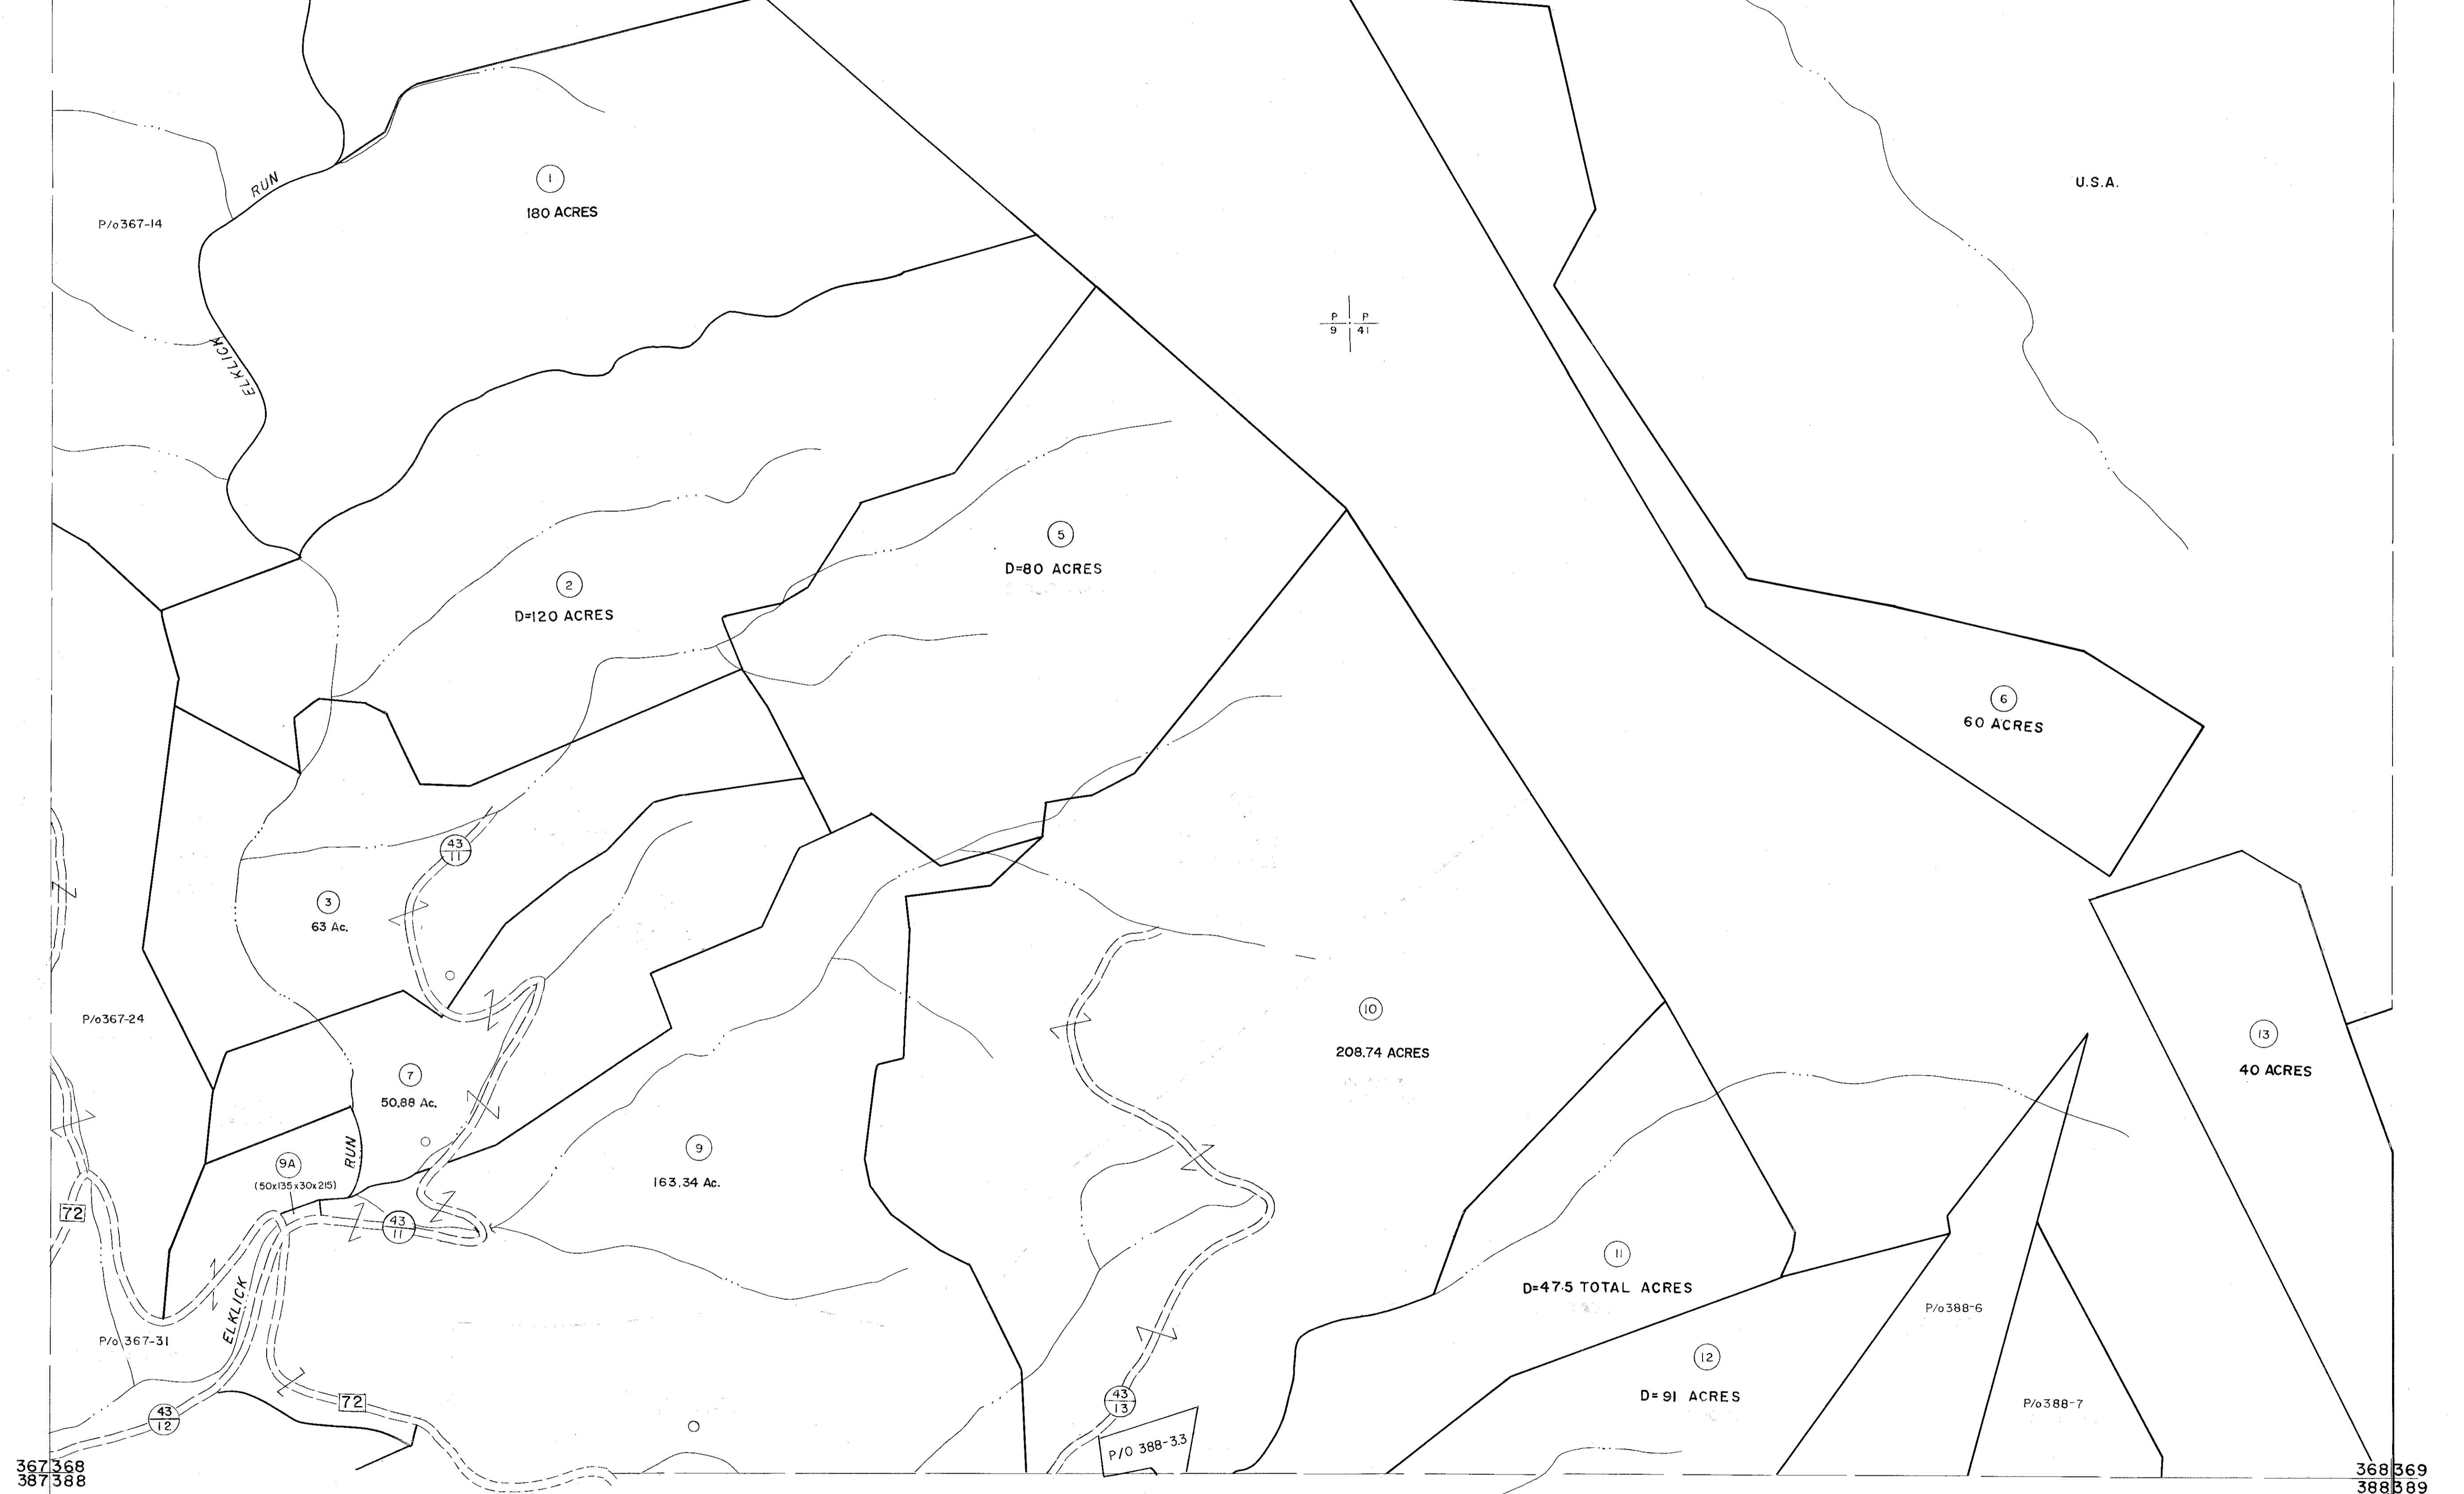 RUN
1
180 ACRES
U.S.A.
P/o 367-14
P P
9 41
ELKLICK
5
D=80 ACRES
2
D=120 ACRES
6
60 ACRES
43
11
3
63 Ac.
10
208.74 ACRES
P/o 367-24
13
40 ACRES
7
50.88 Ac.
RUN
9
163.34 Ac.
9A
(50x135x30x215)
72
43
11
11
D=47.5 TOTAL ACRES
ELKLICK
P/o 388-6
P/o 367-31
12
D=91 ACRES
72
43
13
P/o 388-7
43
12
P/O 388-3.3
367 368
387 388
368 369
388 389